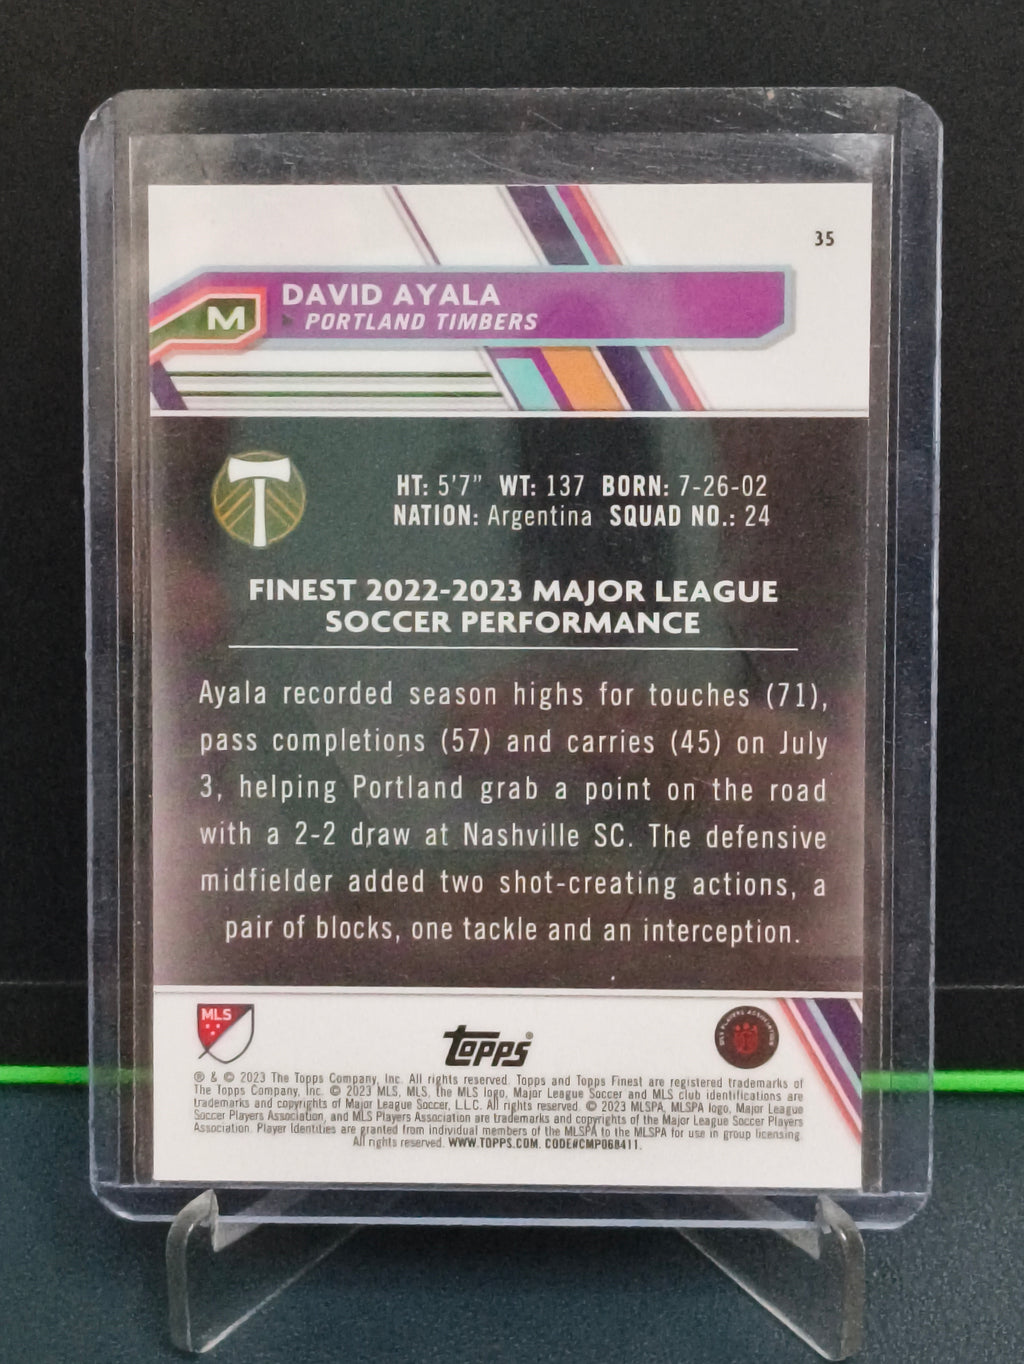 35
DAVID AYALA
M
PORTLAND TIMBERS
HT: 5'7" WT: 137 BORN: 7-26-02
NATION: Argentina SQUAD NO.: 24
FINEST 2022-2023 MAJOR LEAGUE
SOCCER PERFORMANCE
Ayala recorded season highs for touches (71),
pass completions (57) and carries (45) on July
3, helping Portland grab a point on the road
with a 2-2 draw at Nashville SC. The defensive
midfielder added two shot-creating actions, a
pair of blocks, one tackle and an interception.
MLS
topps®
MLS PLAYERS ASSOCIATION
® & © 2023 The Topps Company, Inc. All rights reserved. Topps and Topps Finest are registered trademarks of
The Topps Company, Inc. © 2023 MLS, MLS, the MLS logo, Major League Soccer and MLS club identifications are
trademarks and copyrights of Major League Soccer, L.L.C. All rights reserved. © 2023 MLSPA, MLSPA logo, Major League
Soccer Players Association, and MLS Players Association are trademarks and copyrights of the Major League Soccer Players
Association. Player Identities are granted from individual members of the MLSPA to the MLSPA for use in group licensing.
All rights reserved. WWW.TOPPS.COM. CODE#CMP068411.